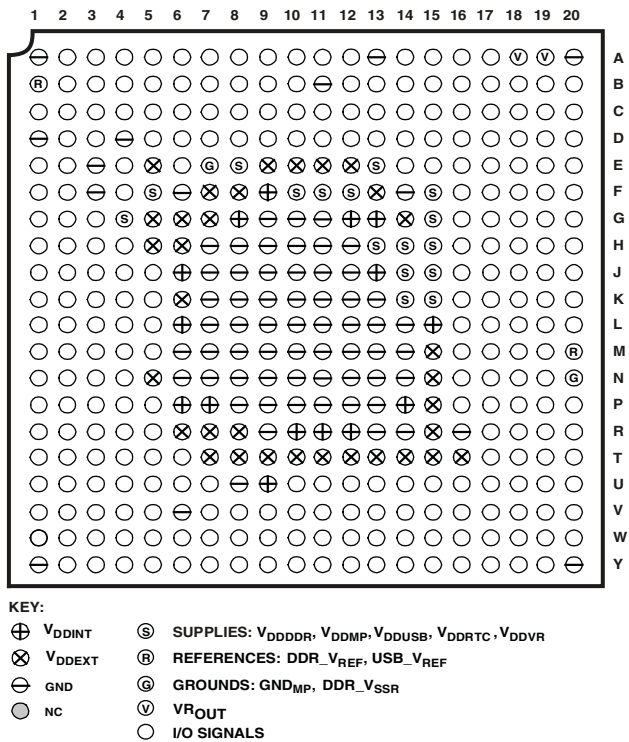 1 2 3 4 5 6 7 8 9 10 11 12 13 14 15 16 17 18 19 20
V V A
R B
C
D
G S S E
S S S S S F
S S G
S S S H
S S J
S S K
L
R M
G N
P
R
T
U
V
W
Y
KEY:
VDDINT S SUPPLIES: VDDDDR, VDDMP, VDDUSB, VDDRTC, VDDVR
VDDEXT R REFERENCES: DDR_VREF, USB_VREF
GND G GROUNDS: GNDMP, DDR_VSSR
NC V VROUT
I/O SIGNALS